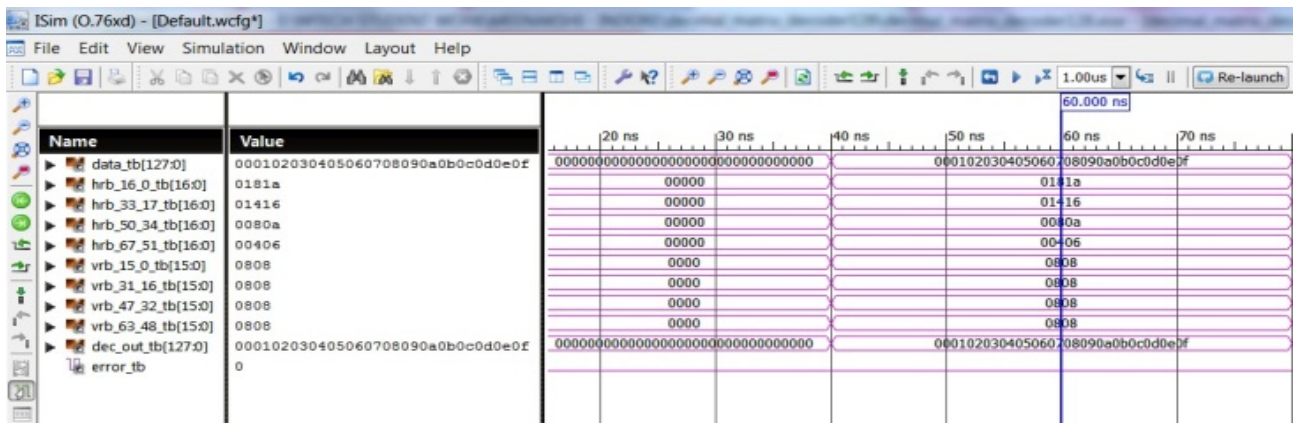 ISim (O.76xd) - [Default.wcfg*]
File Edit View Simulation Window Layout Help
1.00us Re-launch
60.000 ns
Name Value 20 ns 30 ns 40 ns 50 ns 60 ns 70 ns
data_tb[127:0] 000102030405060708090a0b0c0d0e0f 00000000000000000000000000000000 000102030405060708090a0b0c0d0e0f
hrb_16_0_tb[16:0] 0181a 00000 0181a
hrb_33_17_tb[16:0] 01416 00000 01416
hrb_50_34_tb[16:0] 0080a 00000 0080a
hrb_67_51_tb[16:0] 00406 00000 00406
vrb_15_0_tb[15:0] 0808 0000 0808
vrb_31_16_tb[15:0] 0808 0000 0808
vrb_47_32_tb[15:0] 0808 0000 0808
vrb_63_48_tb[15:0] 0808 0000 0808
dec_out_tb[127:0] 000102030405060708090a0b0c0d0e0f 00000000000000000000000000000000 000102030405060708090a0b0c0d0e0f
error_tb 0